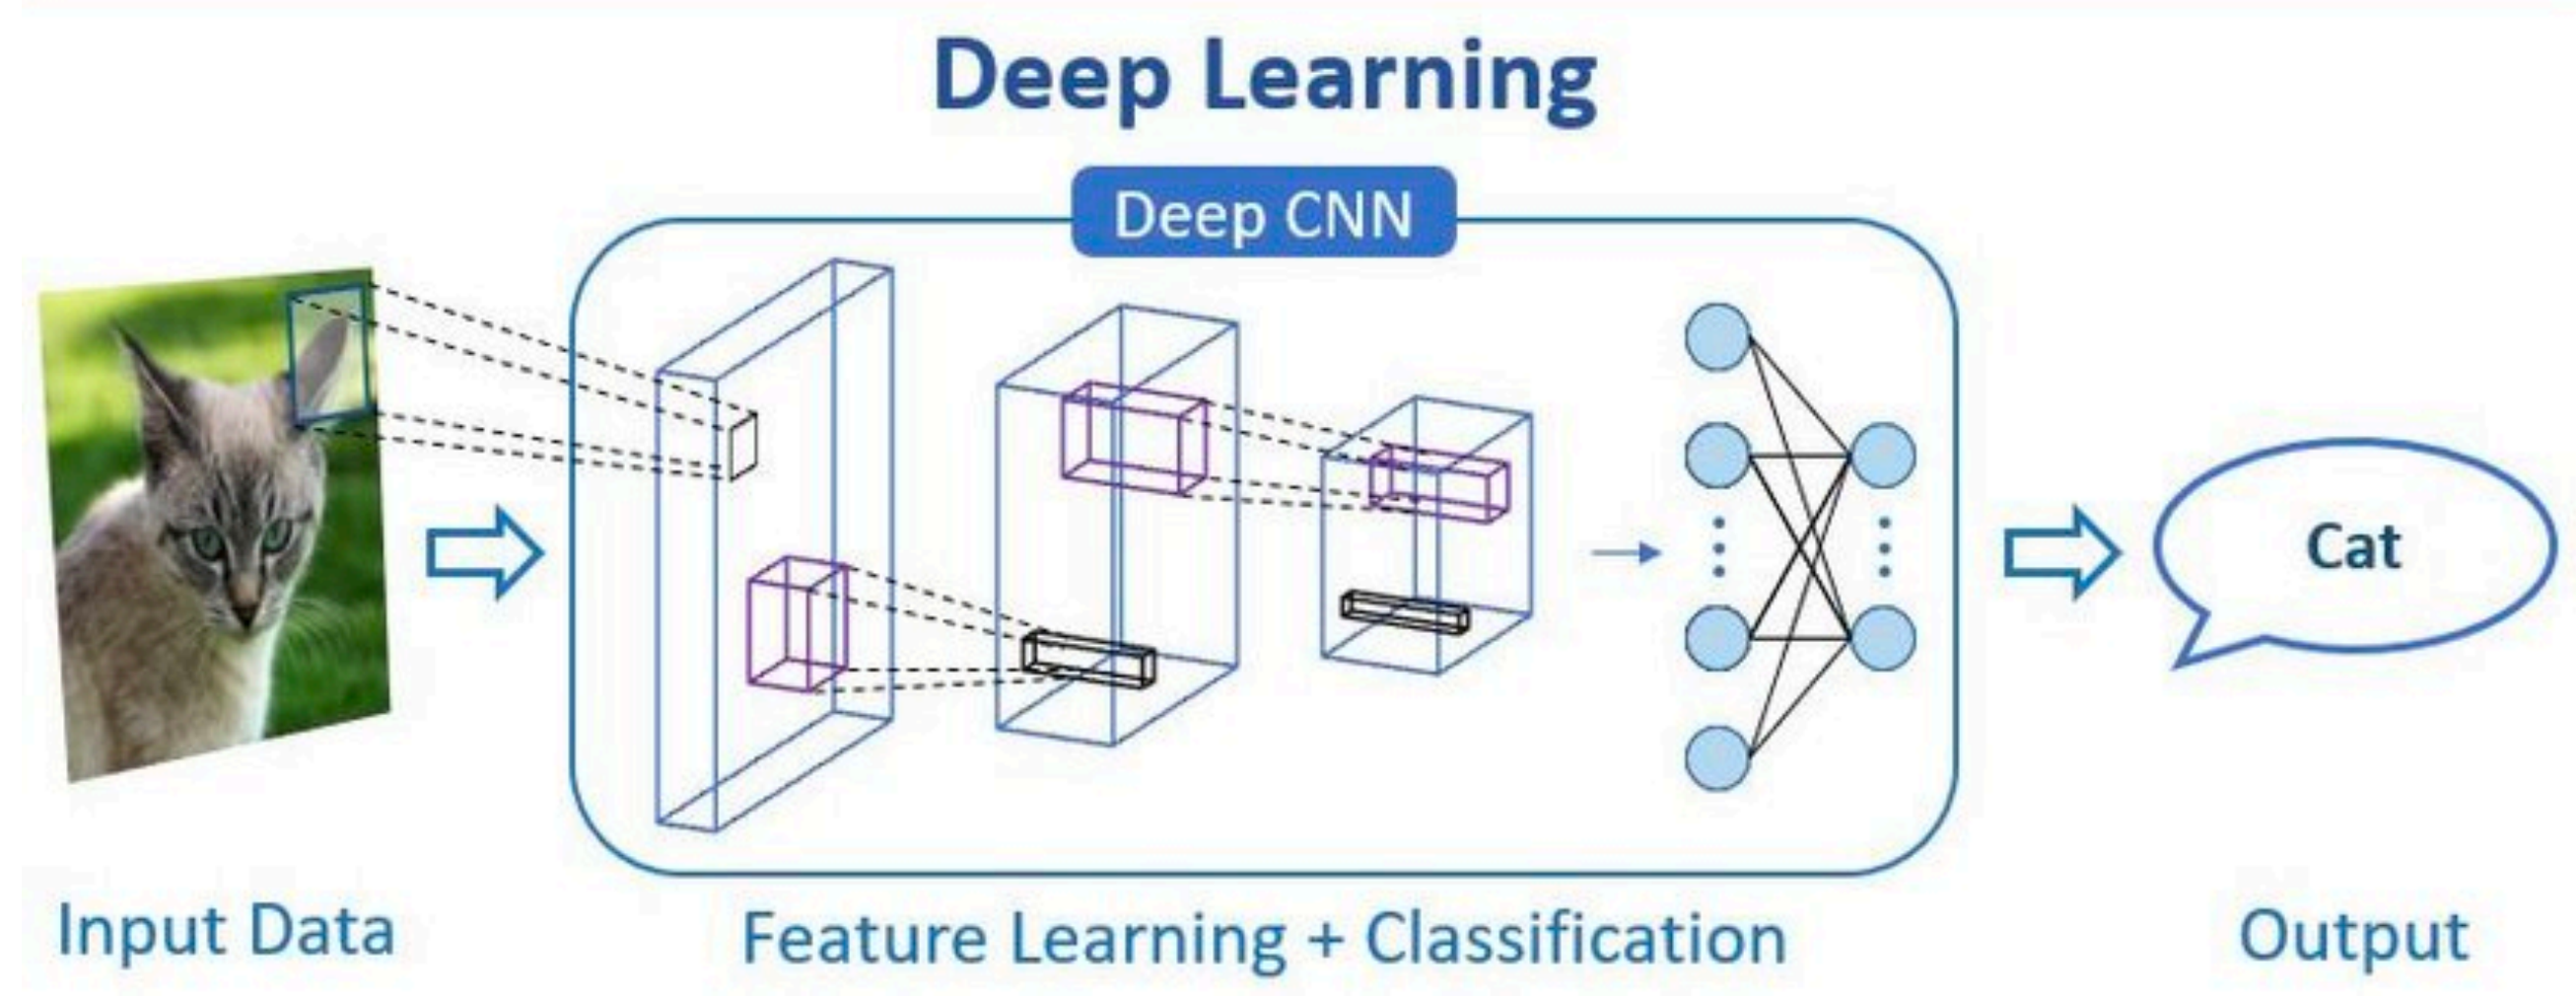 Deep Learning
Deep CNN
Cat
Input Data
Feature Learning + Classification
Output